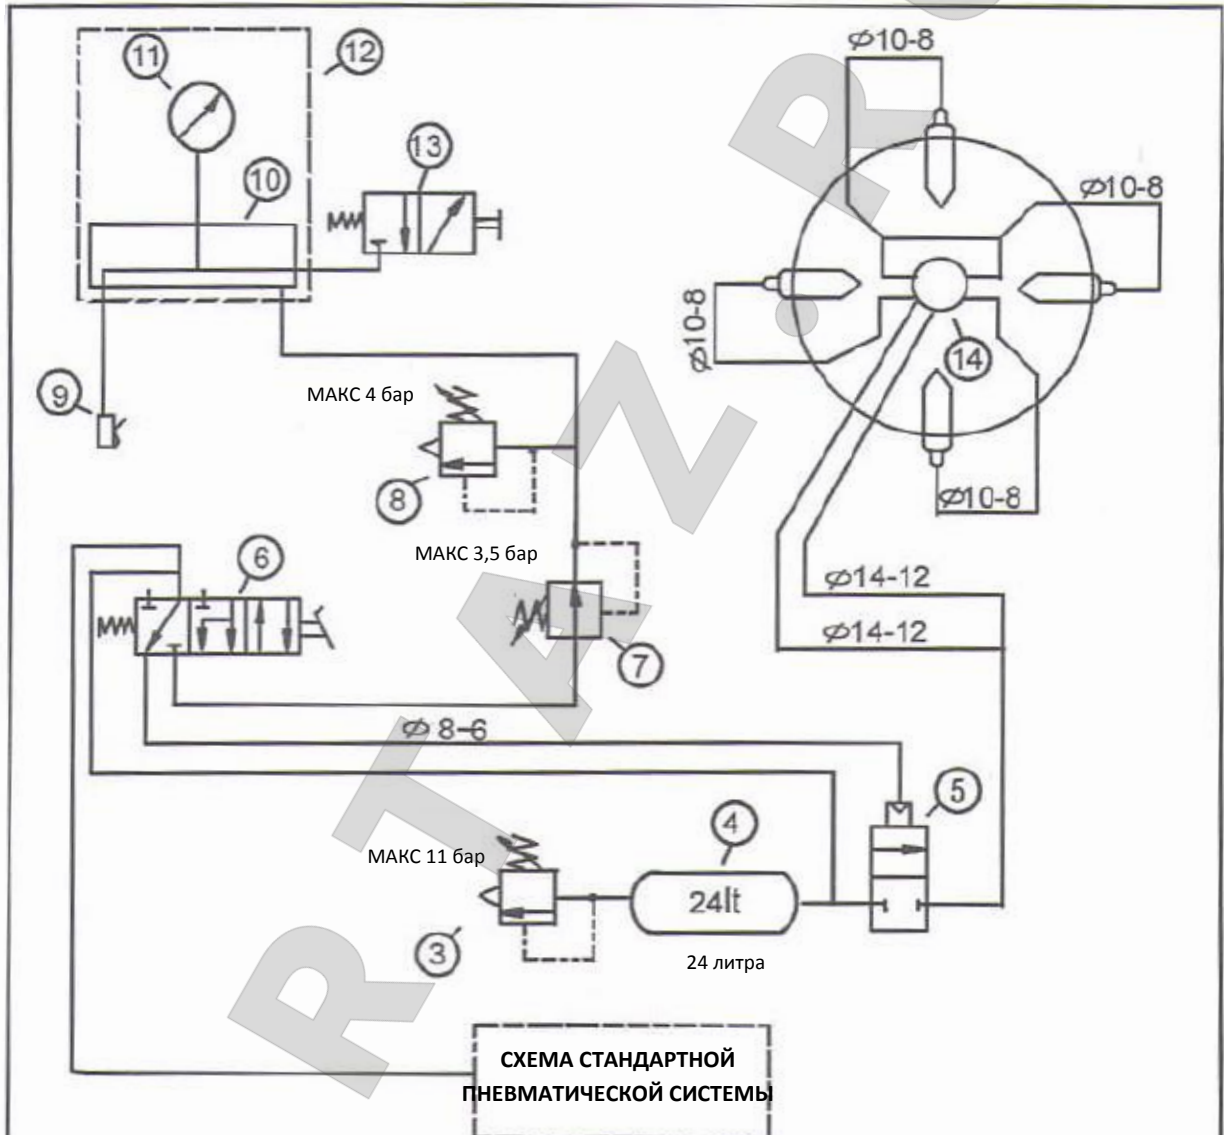 11
12
10
13
9
МАКС 4 бар
8
МАКС 3,5 бар
6
7
Ø 8-6
Ø10-8
Ø10-8
Ø10-8
14
Ø10-8
Ø14-12
Ø14-12
5
4
МАКС 11 бар
24lt
3
24 литра
СХЕМА СТАНДАРТНОЙ
ПНЕВМАТИЧЕСКОЙ СИСТЕМЫ
RTAZ.R